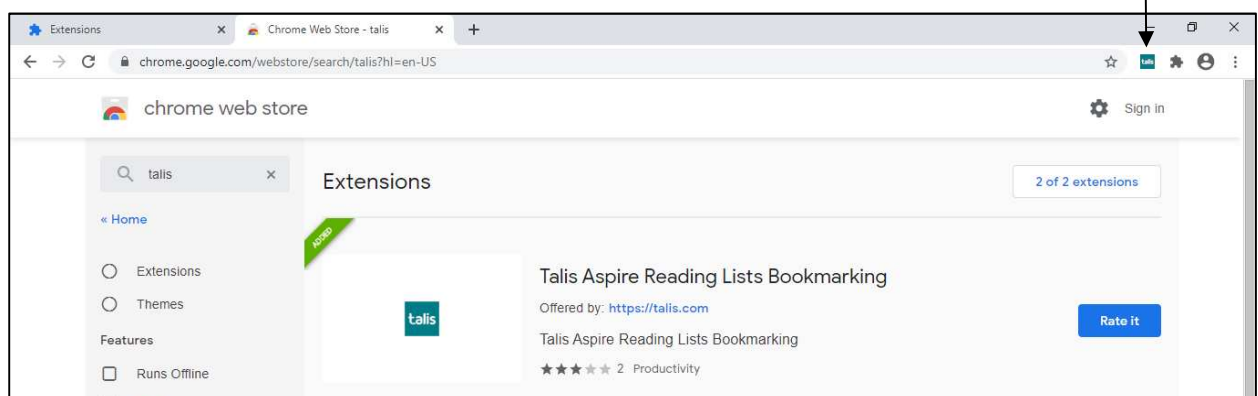 Extensions
Chrome Web Store - talis
chrome.google.com/webstore/search/talis?hl=en-US
talis
chrome web store
Sign in
talis
« Home
Extensions
Themes
Features
Runs Offline
Extensions
2 of 2 extensions
ADDED
talis
Talis Aspire Reading Lists Bookmarking
Offered by: https://talis.com
Talis Aspire Reading Lists Bookmarking
2 Productivity
Rate it